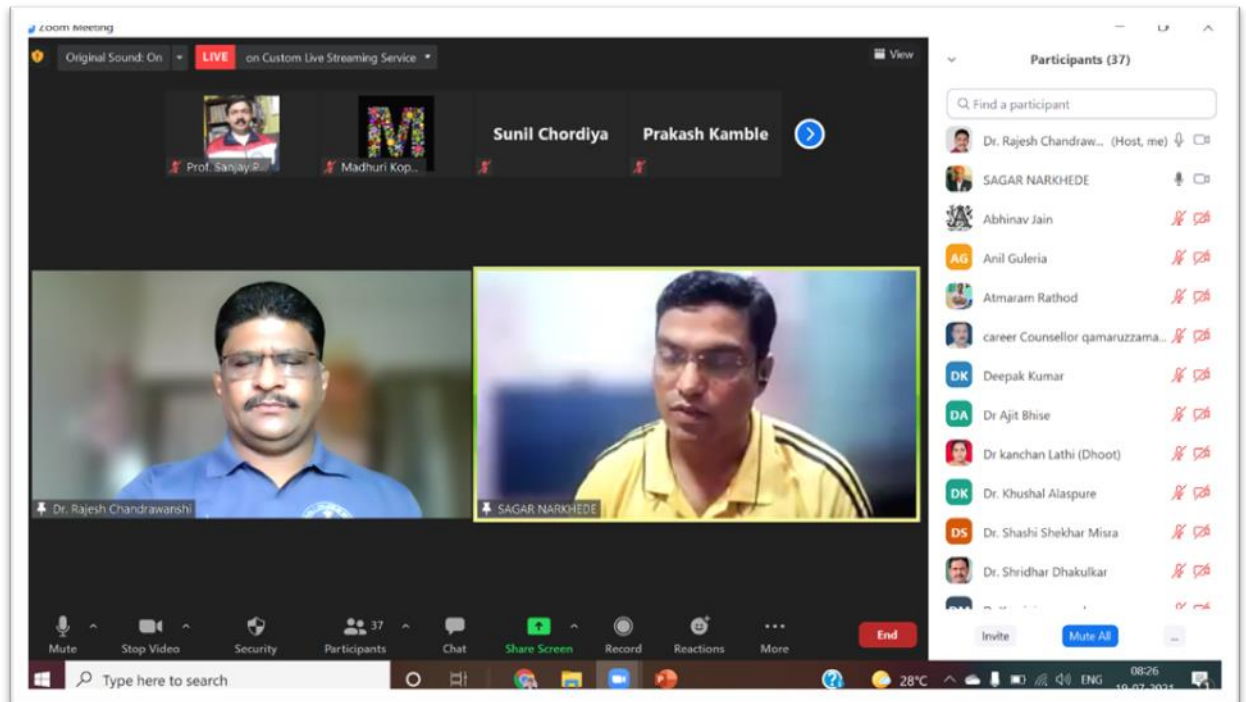 Zoom Meeting
Original Sound: On
LIVE on Custom Live Streaming Service
View
Prof. Sanjay P...
M
Madhuri Kop...
Sunil Chordiya
Prakash Kamble
Dr. Rajesh Chandrawanshi
SAGAR NARKHEDE
Mute
Stop Video
Security
37
Participants
Chat
Share Screen
Record
Reactions
More
End
Participants (37)
Find a participant
Dr. Rajesh Chandraw... (Host, me)
SAGAR NARKHEDE
Abhinav Jain
AG Anil Guleria
Atmaram Rathod
career Counsellor qamaruzzama...
DK Deepak Kumar
DA Dr Ajit Bhise
Dr kanchan Lathi (Dhoot)
DK Dr. Khushal Alaspure
DS Dr. Shashi Shekhar Misra
Dr. Shridhar Dhakulkar
Invite
Mute All
...
Type here to search
28°C
ENG
08:26
19-07-2021
1